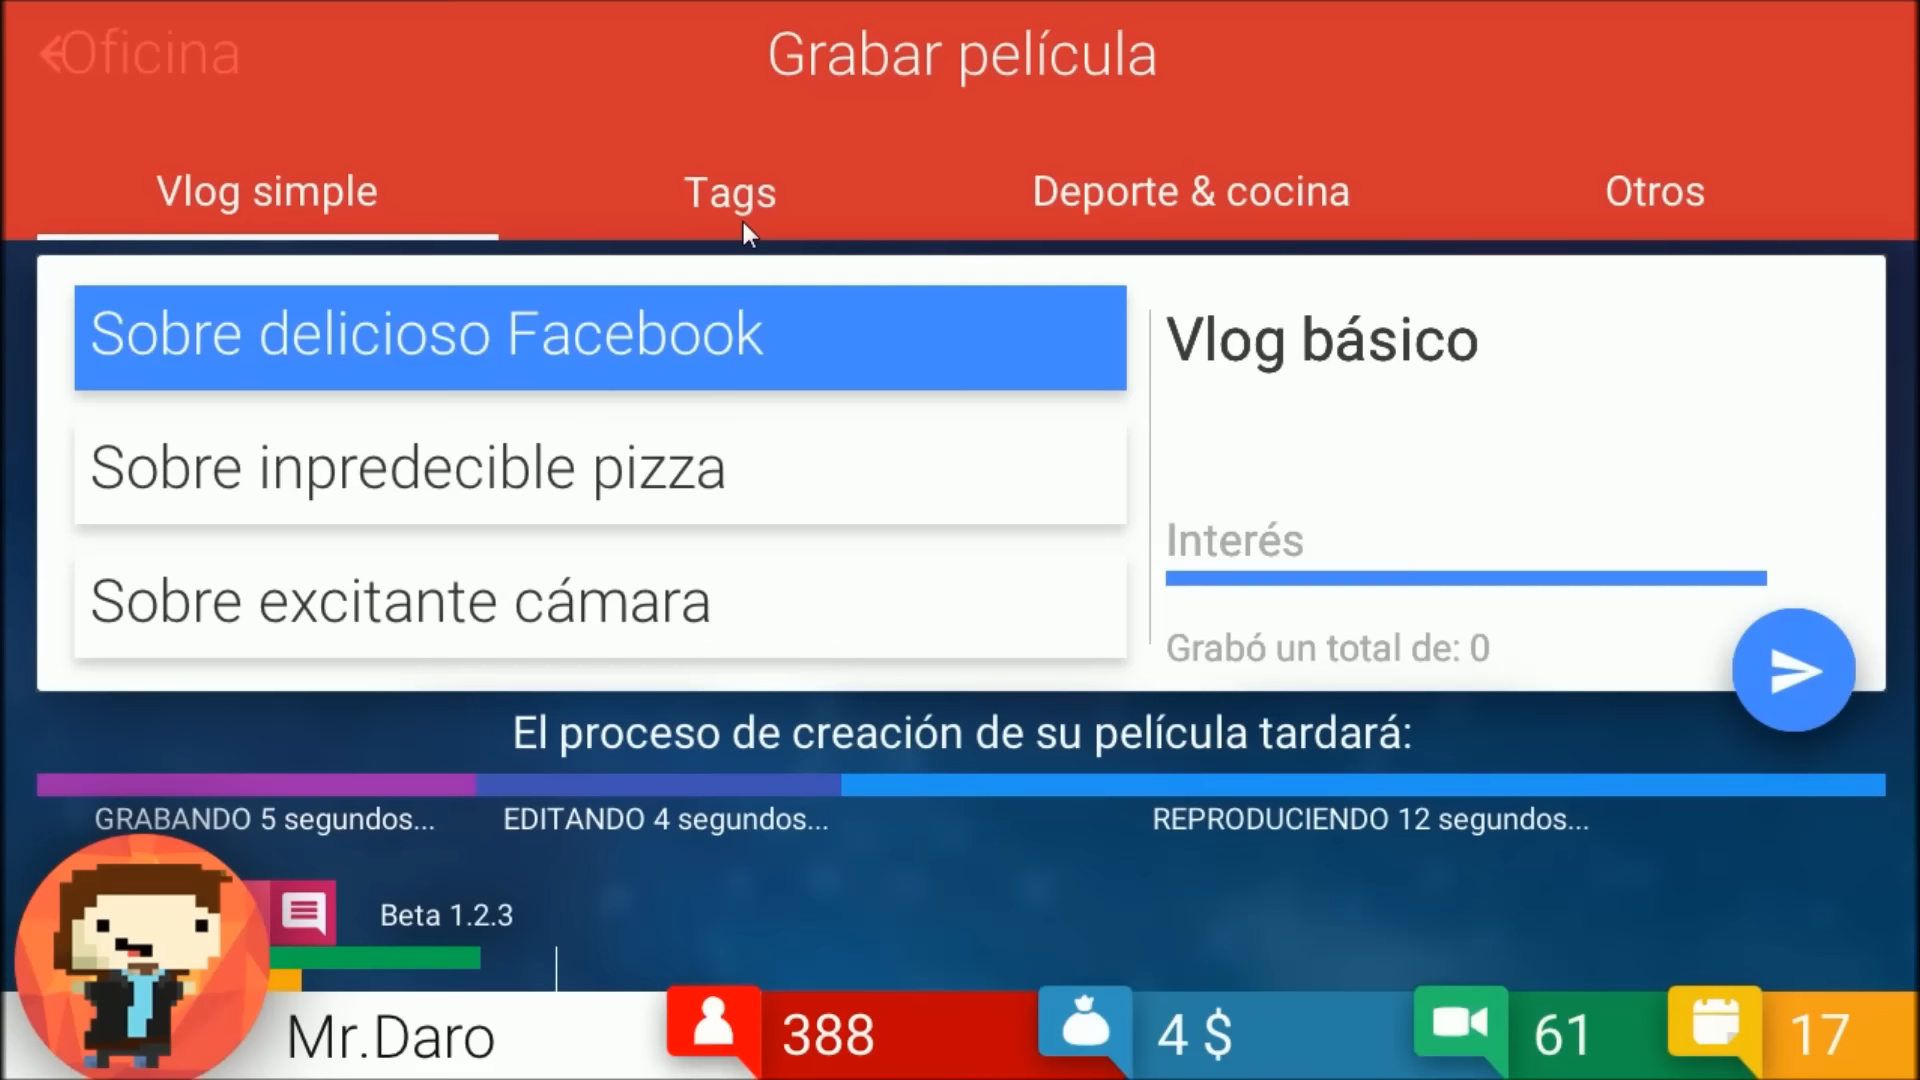 Oficina
Grabar película
Vlog simple
Tags
Deporte & cocina
Otros
Sobre delicioso Facebook
Sobre inpredecible pizza
Sobre excitante cámara
Vlog básico
Interés
Grabó un total de: 0
El proceso de creación de su película tardará:
GRABANDO 5 segundos...
EDITANDO 4 segundos...
REPRODUCIENDO 12 segundos...
Beta 1.2.3
Mr.Daro
388
4 $
61
17